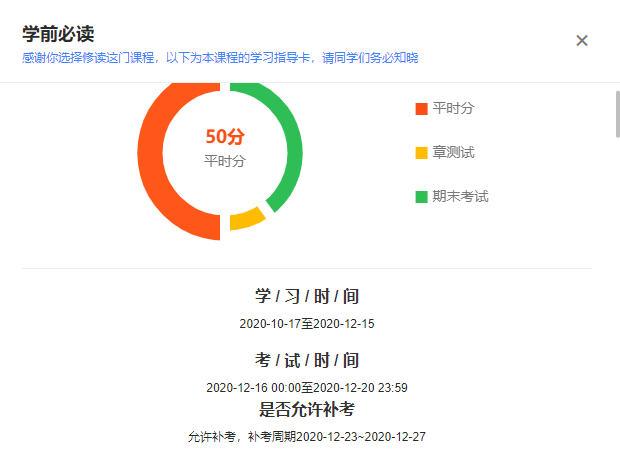 学前必读
感谢你选择修读这门课程，以下为本课程的学习指导卡，请同学们务必知晓
50分
平时分
平时分
章测试
期末考试
学 / 习 / 时 / 间
2020-10-17至2020-12-15
考 / 试 / 时 / 间
2020-12-16 00:00至2020-12-20 23:59
是否允许补考
允许补考，补考周期2020-12-23~2020-12-27